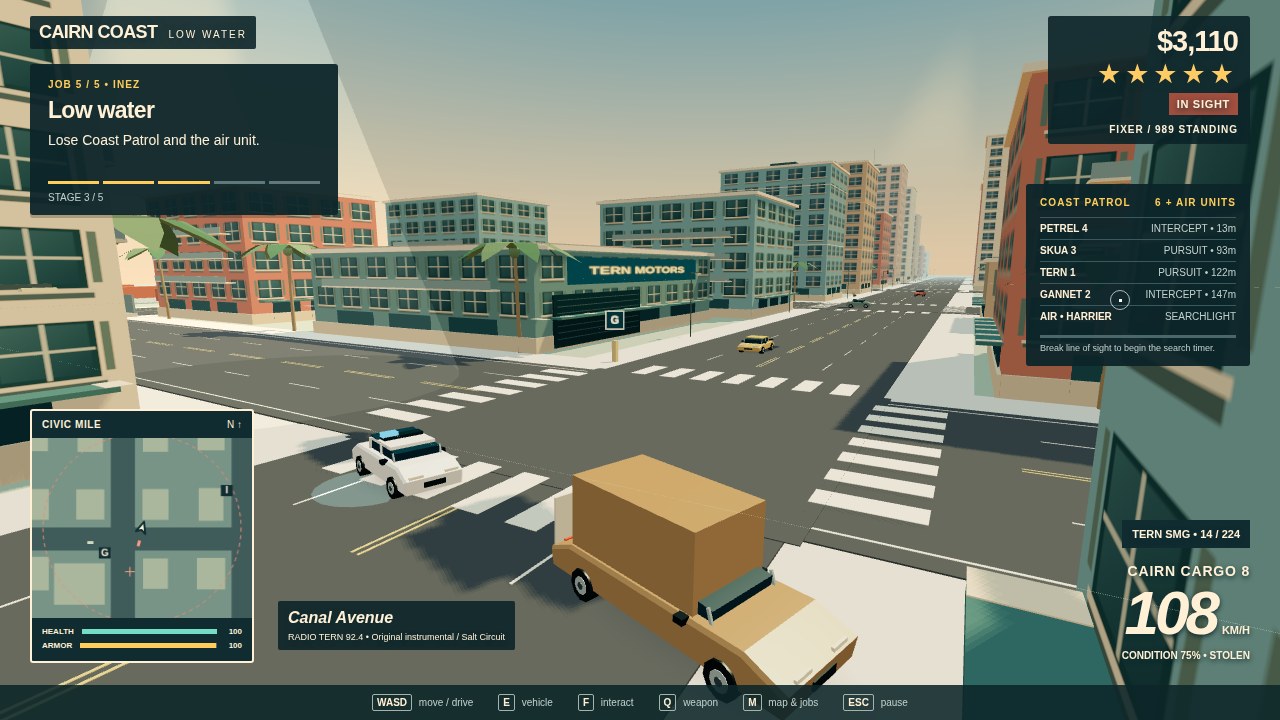 CAIRN COAST LOW WATER
JOB 5 / 5 • INEZ
Low water
Lose Coast Patrol and the air unit.
STAGE 3 / 5
$3,110
★★★★★
IN SIGHT
FIXER / 989 STANDING
COAST PATROL 6 + AIR UNITS
PETREL 4 INTERCEPT • 13m
SKUA 3 PURSUIT • 93m
TERN 1 PURSUIT • 122m
GANNET 2 INTERCEPT • 147m
AIR • HARRIER SEARCHLIGHT
Break line of sight to begin the search timer.
TERN MOTORS
G
CIVIC MILE N ↑
I
G
HEALTH 100
ARMOR 100
Canal Avenue
RADIO TERN 92.4 • Original instrumental / Salt Circuit
TERN SMG • 14 / 224
CAIRN CARGO 8
108 KM/H
CONDITION 75% • STOLEN
WASD move / drive E vehicle F interact Q weapon M map & jobs ESC pause